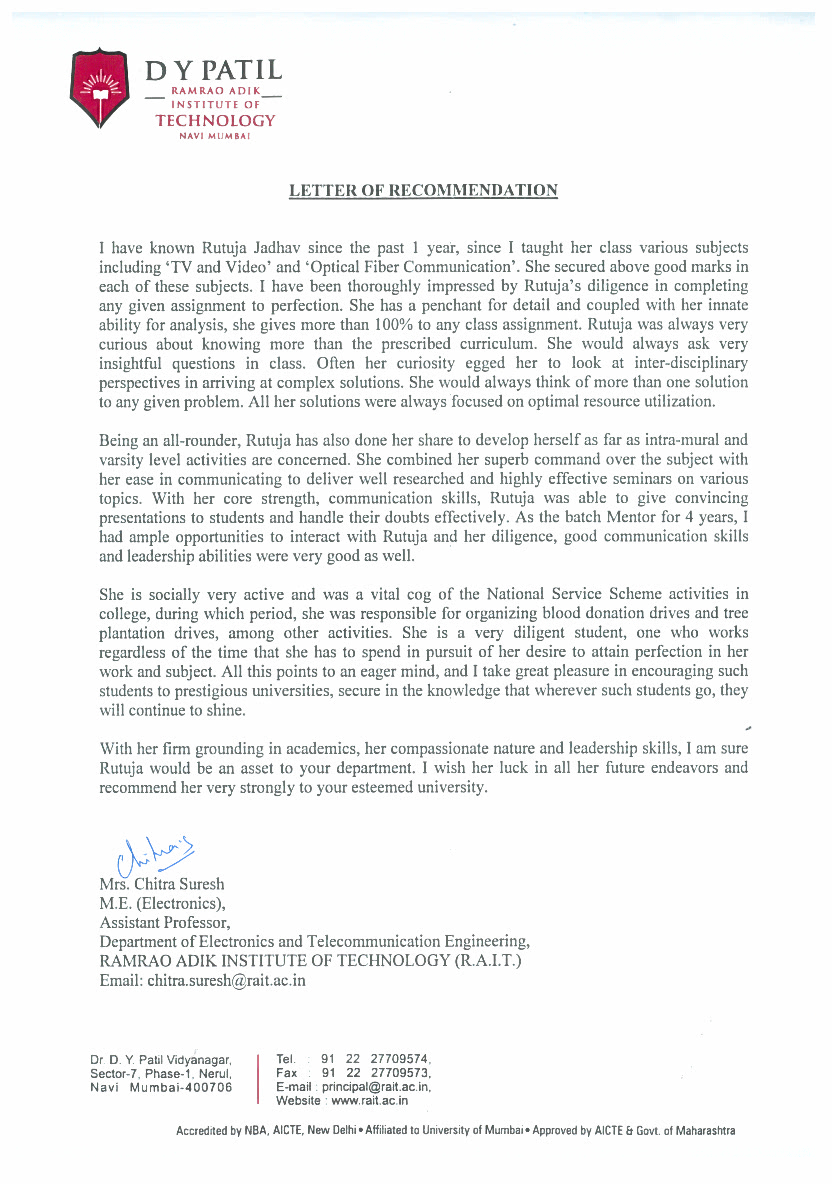 D Y PATIL
RAMRAO ADIK
INSTITUTE OF
TECHNOLOGY
NAVI MUMBAI
LETTER OF RECOMMENDATION
I have known Rutuja Jadhav since the past 1 year, since I taught her class various subjects
including ‘TV and Video’ and ‘Optical Fiber Communication’. She secured above good marks in
each of these subjects. I have been thoroughly impressed by Rutuja’s diligence in completing
any given assignment to perfection. She has a penchant for detail and coupled with her innate
ability for analysis, she gives more than 100% to any class assignment. Rutuja was always very
curious about knowing more than the prescribed curriculum. She would always ask very
insightful questions in class. Often her curiosity egged her to look at inter-disciplinary
perspectives in arriving at complex solutions. She would always think of more than one solution
to any given problem. All her solutions were always focused on optimal resource utilization.
Being an all-rounder, Rutuja has also done her share to develop herself as far as intra-mural and
varsity level activities are concerned. She combined her superb command over the subject with
her ease in communicating to deliver well researched and highly effective seminars on various
topics. With her core strength, communication skills, Rutuja was able to give convincing
presentations to students and handle their doubts effectively. As the batch Mentor for 4 years, I
had ample opportunities to interact with Rutuja and her diligence, good communication skills
and leadership abilities were very good as well.
She is socially very active and was a vital cog of the National Service Scheme activities in
college, during which period, she was responsible for organizing blood donation drives and tree
plantation drives, among other activities. She is a very diligent student, one who works
regardless of the time that she has to spend in pursuit of her desire to attain perfection in her
work and subject. All this points to an eager mind, and I take great pleasure in encouraging such
students to prestigious universities, secure in the knowledge that wherever such students go, they
will continue to shine.
With her firm grounding in academics, her compassionate nature and leadership skills, I am sure
Rutuja would be an asset to your department. I wish her luck in all her future endeavors and
recommend her very strongly to your esteemed university.
Chitra.S
Mrs. Chitra Suresh
M.E. (Electronics),
Assistant Professor,
Department of Electronics and Telecommunication Engineering,
RAMRAO ADIK INSTITUTE OF TECHNOLOGY (R.A.I.T.)
Email: chitra.suresh@rait.ac.in
Dr. D. Y. Patil Vidyanagar,
Sector-7, Phase-1, Nerul,
Navi Mumbai-400706
Tel. : 91 22 27709574,
Fax : 91 22 27709573,
E-mail : principal@rait.ac.in,
Website : www.rait.ac.in
Accredited by NBA, AICTE, New Delhi • Affiliated to University of Mumbai • Approved by AICTE & Govt. of Maharashtra